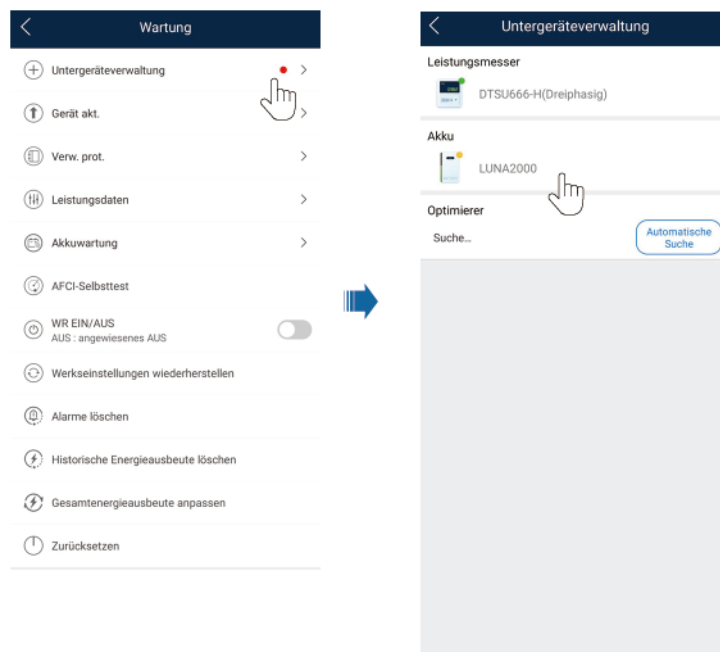 Wartung
Untergeräteverwaltung
Gerät akt.
Verw. prot.
Leistungsdaten
Akkuwartung
AFCI-Selbsttest
WR EIN/AUS
AUS : angewiesenes AUS
Werkseinstellungen wiederherstellen
Alarme löschen
Historische Energieausbeute löschen
Gesamtenergieausbeute anpassen
Zurücksetzen
Untergeräteverwaltung
Leistungsmesser
DTSU666-H(Dreiphasig)
Akku
LUNA2000
Optimierer
Suche...
Automatische
Suche